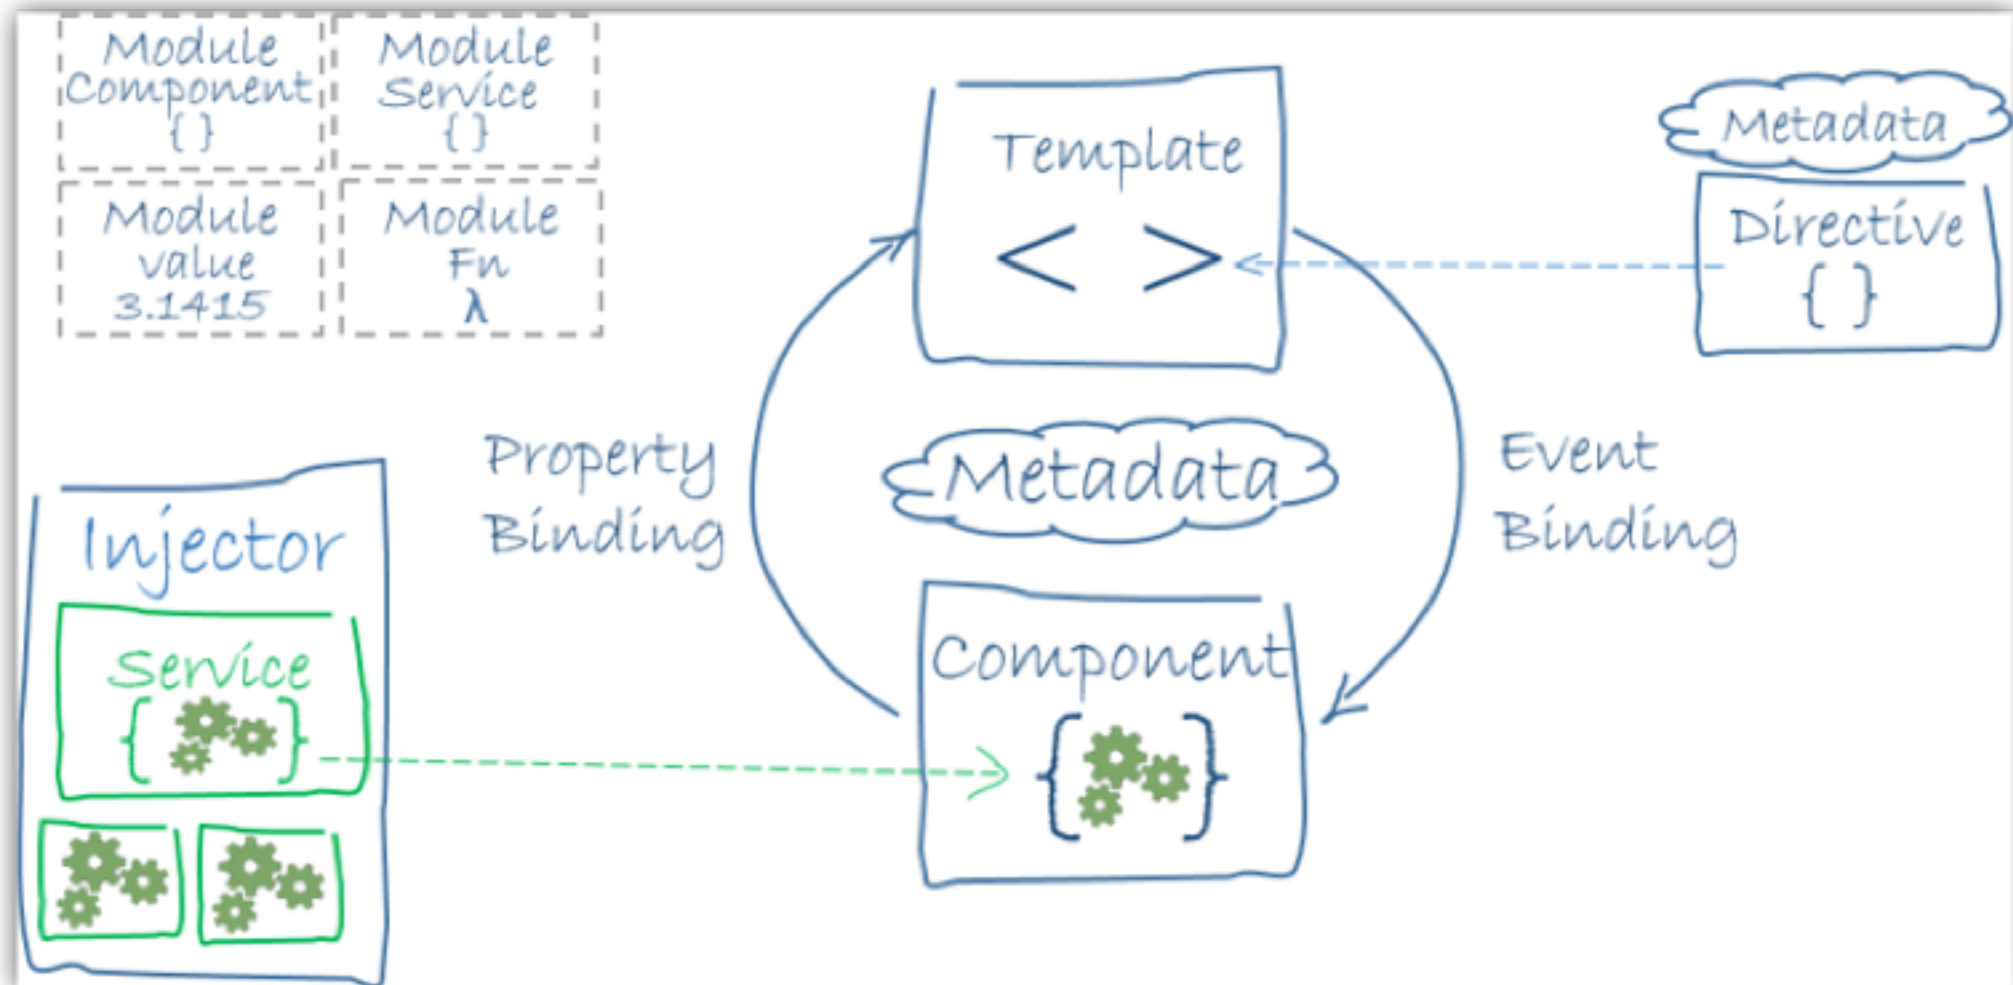 Module
Component
{ }
Module
Service
{ }
Module
value
3.1415
Module
Fn
λ
Template
< >
Metadata
Directive
{ }
Property
Binding
Metadata
Event
Binding
Injector
Service
{ }
Component
{ }